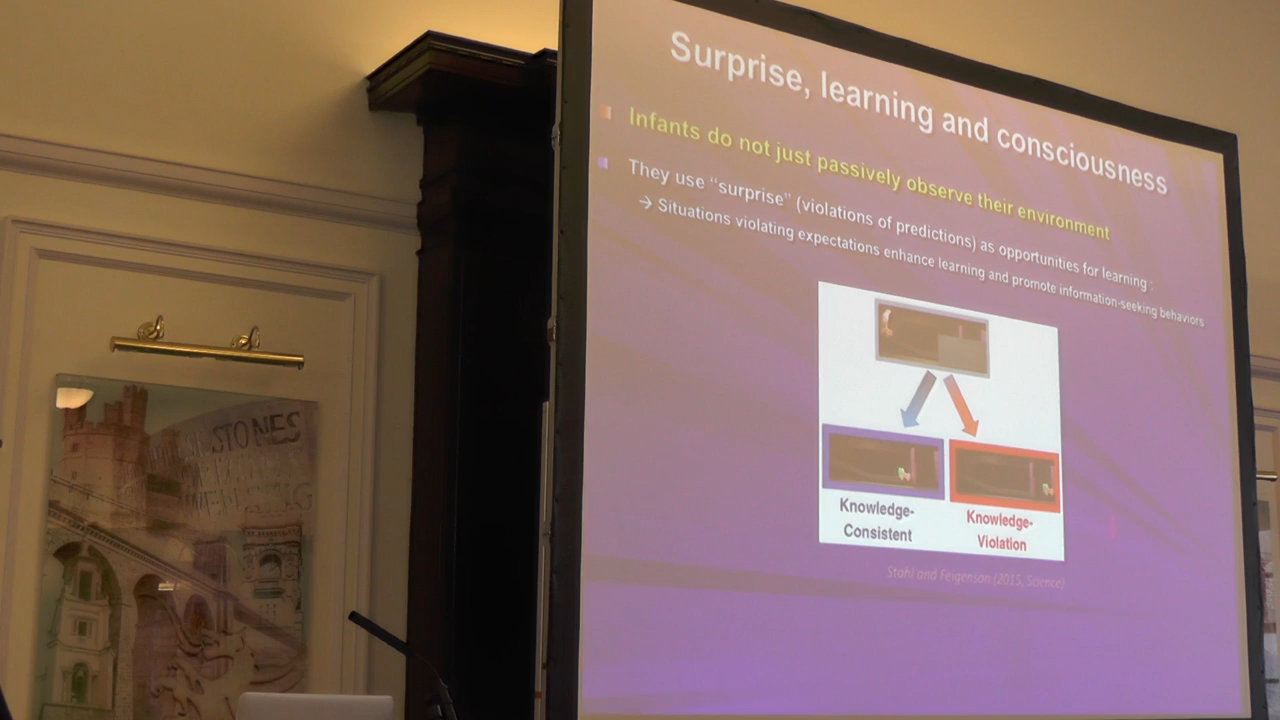 Surprise, learning and consciousness
Infants do not just passively observe their environment
They use “surprise” (violations of predictions) as opportunities for learning :
→ Situations violating expectations enhance learning and promote information-seeking behaviors
Knowledge-
Consistent
Knowledge-
Violation
Stahl and Feigenson (2015, Science)
STONES